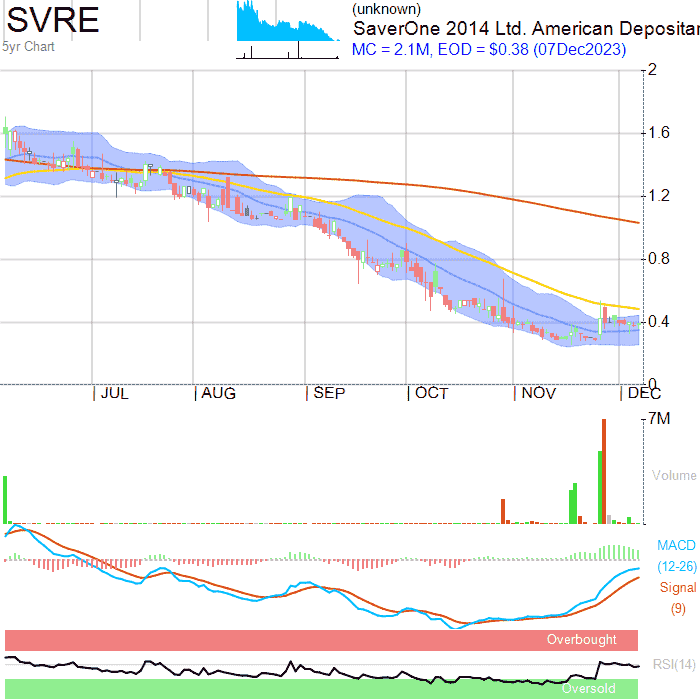 SVRE
5yr Chart
(unknown)
SaverOne 2014 Ltd. American Depositar
MC = 2.1M, EOD = $0.38 (07Dec2023)
2
1.6
1.2
0.8
0.4
0
JUL
AUG
SEP
OCT
NOV
DEC
7M
Volume
MACD
(12-26)
Signal
(9)
Overbought
RSI(14)
Oversold